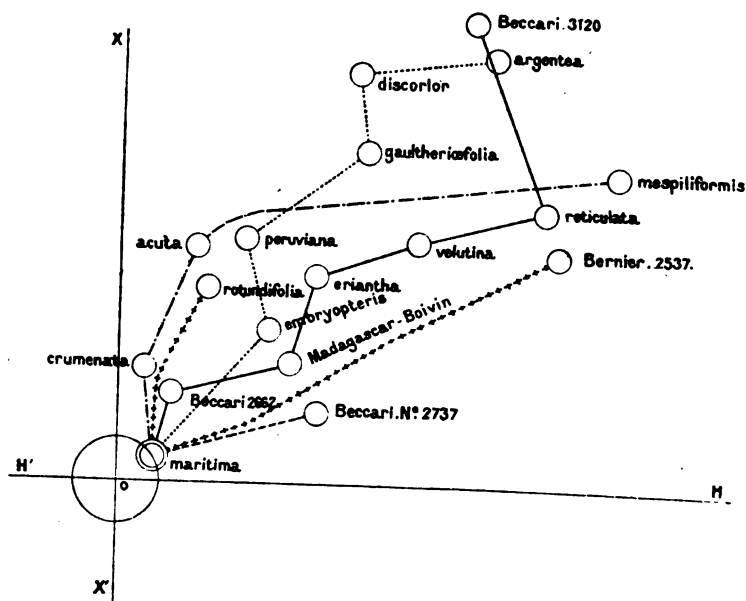 X
Beccari.3120
argentea
discorlor
gaultheriæfolia
mespiliformis
reticulata
acuta
peruviana
velutina
Bernier.2537.
rotundifolia
eriantha
embryopteris
Madagascar-Boivin
crumenata
Beccari 2662
Beccari.Nº2737
maritima
H'
O
H
X'